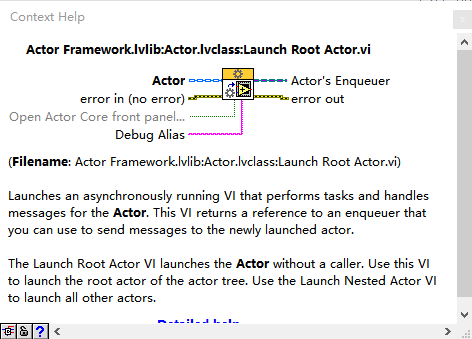 Context Help
Actor Framework.lvlib:Actor.lvclass:Launch Root Actor.vi
Actor
Actor's Enqueuer
error in (no error)
error out
Open Actor Core front panel...
Debug Alias
(Filename: Actor Framework.lvlib:Actor.lvclass:Launch Root Actor.vi)
Launches an asynchronously running VI that performs tasks and handles
messages for the Actor. This VI returns a reference to an enqueuer that
you can use to send messages to the newly launched actor.
The Launch Root Actor VI launches the Actor without a caller. Use this VI
to launch the root actor of the actor tree. Use the Launch Nested Actor VI
to launch all other actors.
Detailed help
?